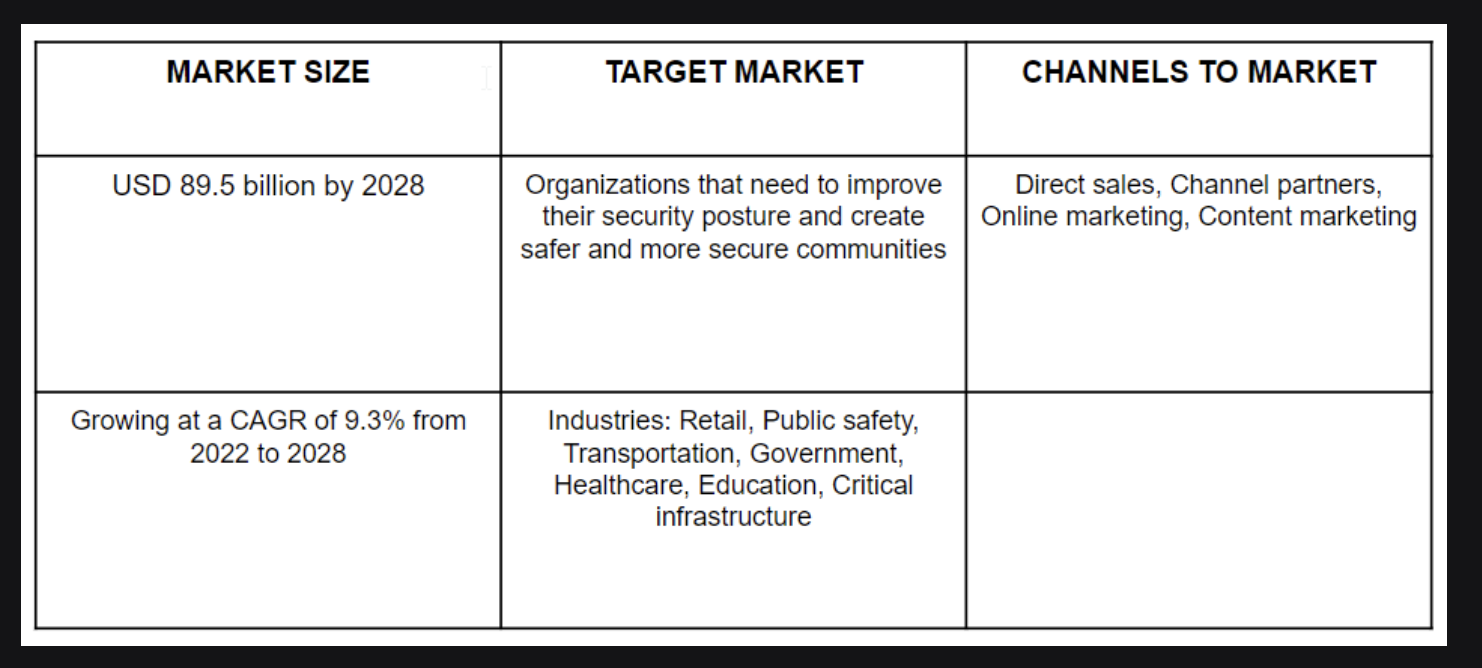 MARKET SIZE
TARGET MARKET
CHANNELS TO MARKET
USD 89.5 billion by 2028
Organizations that need to improve
their security posture and create
safer and more secure communities
Direct sales, Channel partners,
Online marketing, Content marketing
Growing at a CAGR of 9.3% from
2022 to 2028
Industries: Retail, Public safety,
Transportation, Government,
Healthcare, Education, Critical
infrastructure